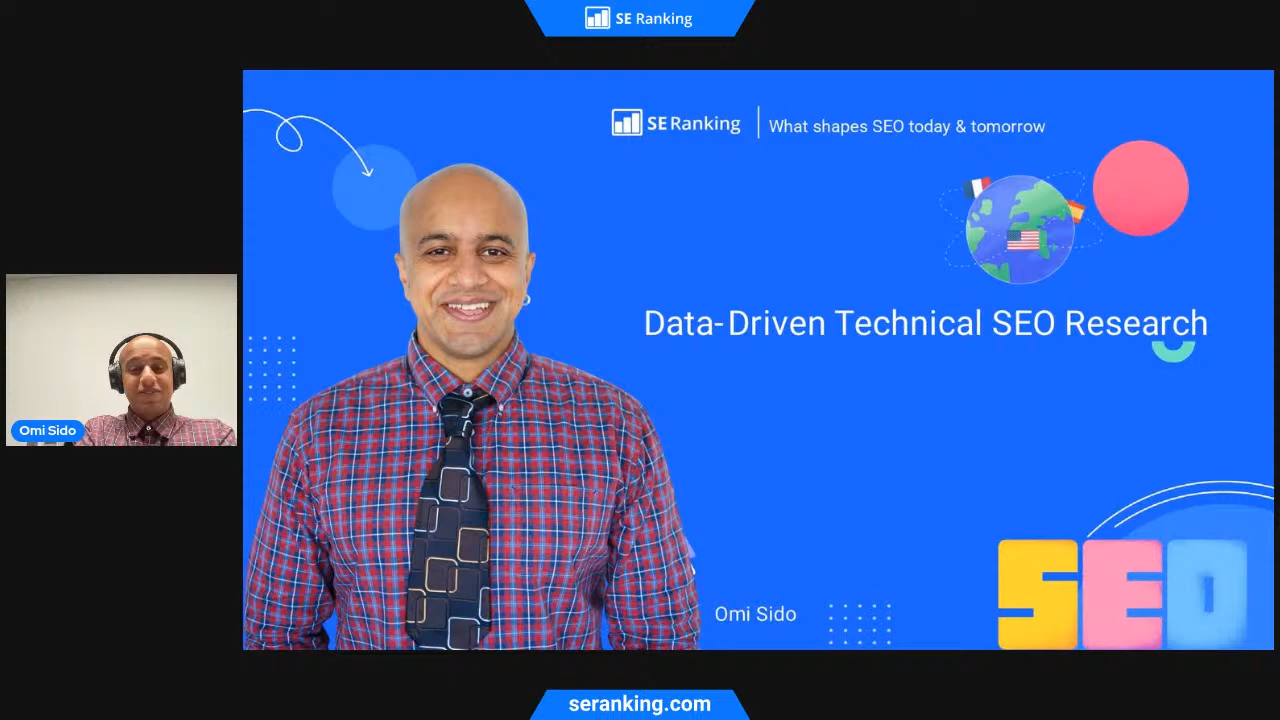 SE Ranking
SE Ranking What shapes SEO today & tomorrow
Data-Driven Technical SEO Research
Omi Sido
Omi Sido
SEO
seranking.com